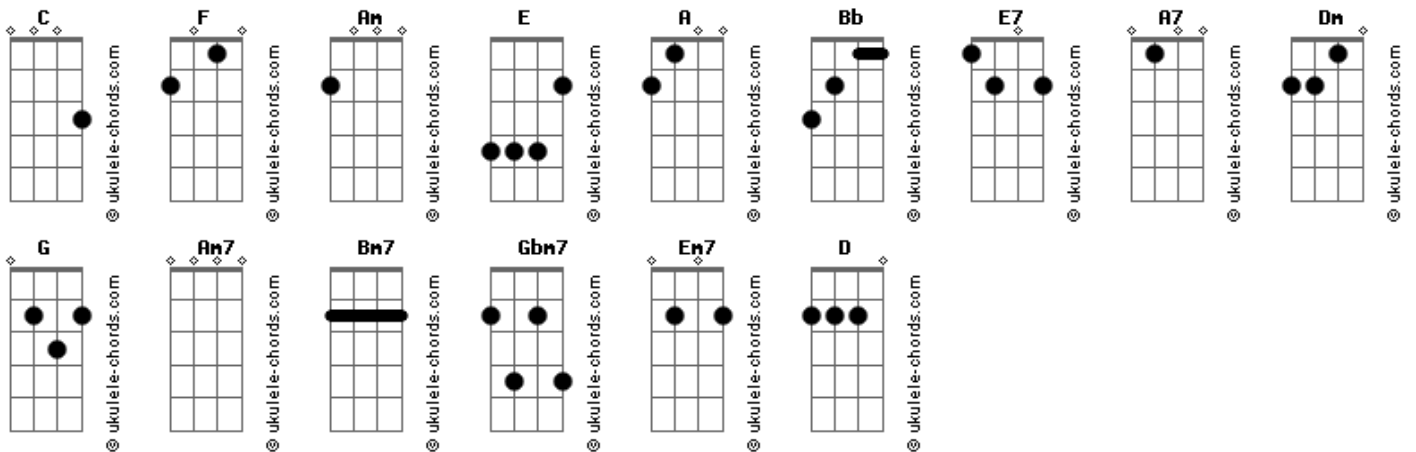 C F Am E A Bb E7 A7 Dm
© ukulele-chords.com © ukulele-chords.com © ukulele-chords.com © ukulele-chords.com © ukulele-chords.com © ukulele-chords.com © ukulele-chords.com © ukulele-chords.com © ukulele-chords.com
G Am7 Bm7 Gbm7 Em7 D
© ukulele-chords.com © ukulele-chords.com © ukulele-chords.com © ukulele-chords.com © ukulele-chords.com © ukulele-chords.com